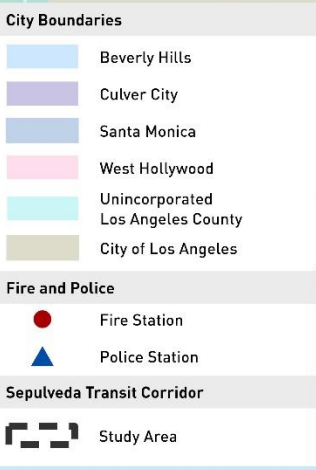 City Boundaries
Beverly Hills
Culver City
Santa Monica
West Hollywood
Unincorporated
Los Angeles County
City of Los Angeles
Fire and Police
Fire Station
Police Station
Sepulveda Transit Corridor
Study Area